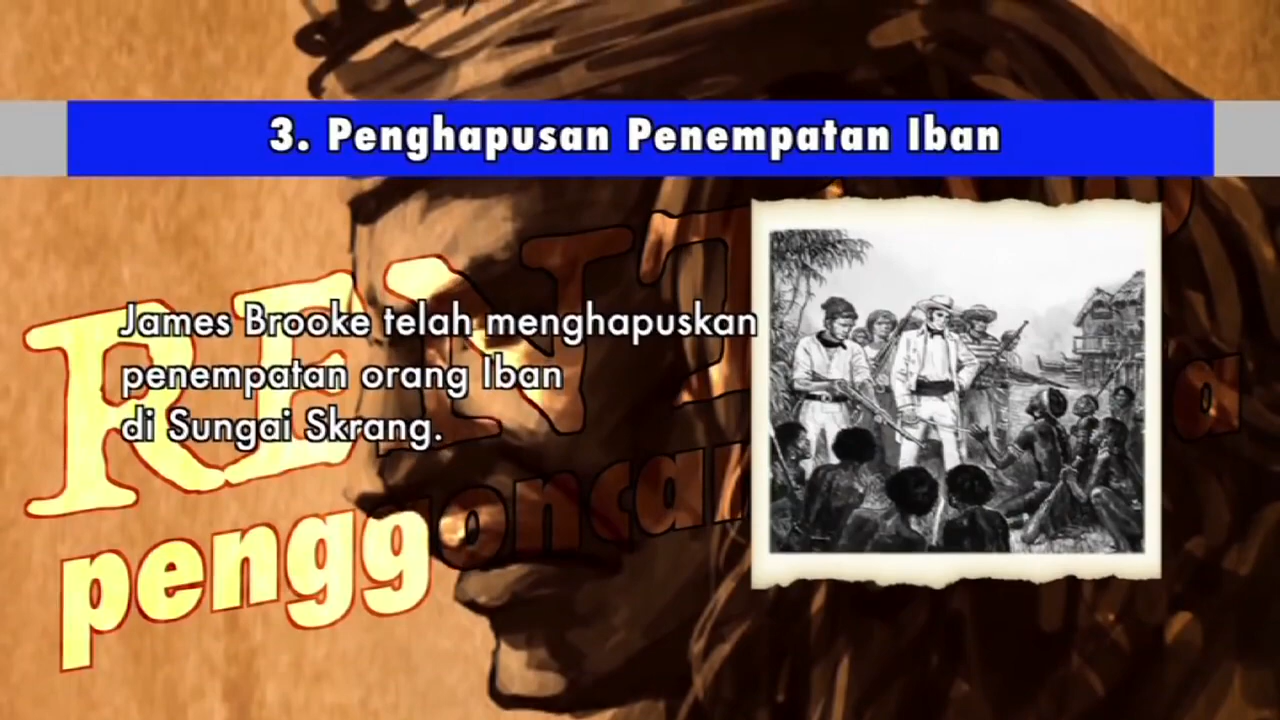 3. Penghapusan Penempatan Iban
James Brooke telah menghapuskan
penempatan orang Iban
di Sungai Skrang.